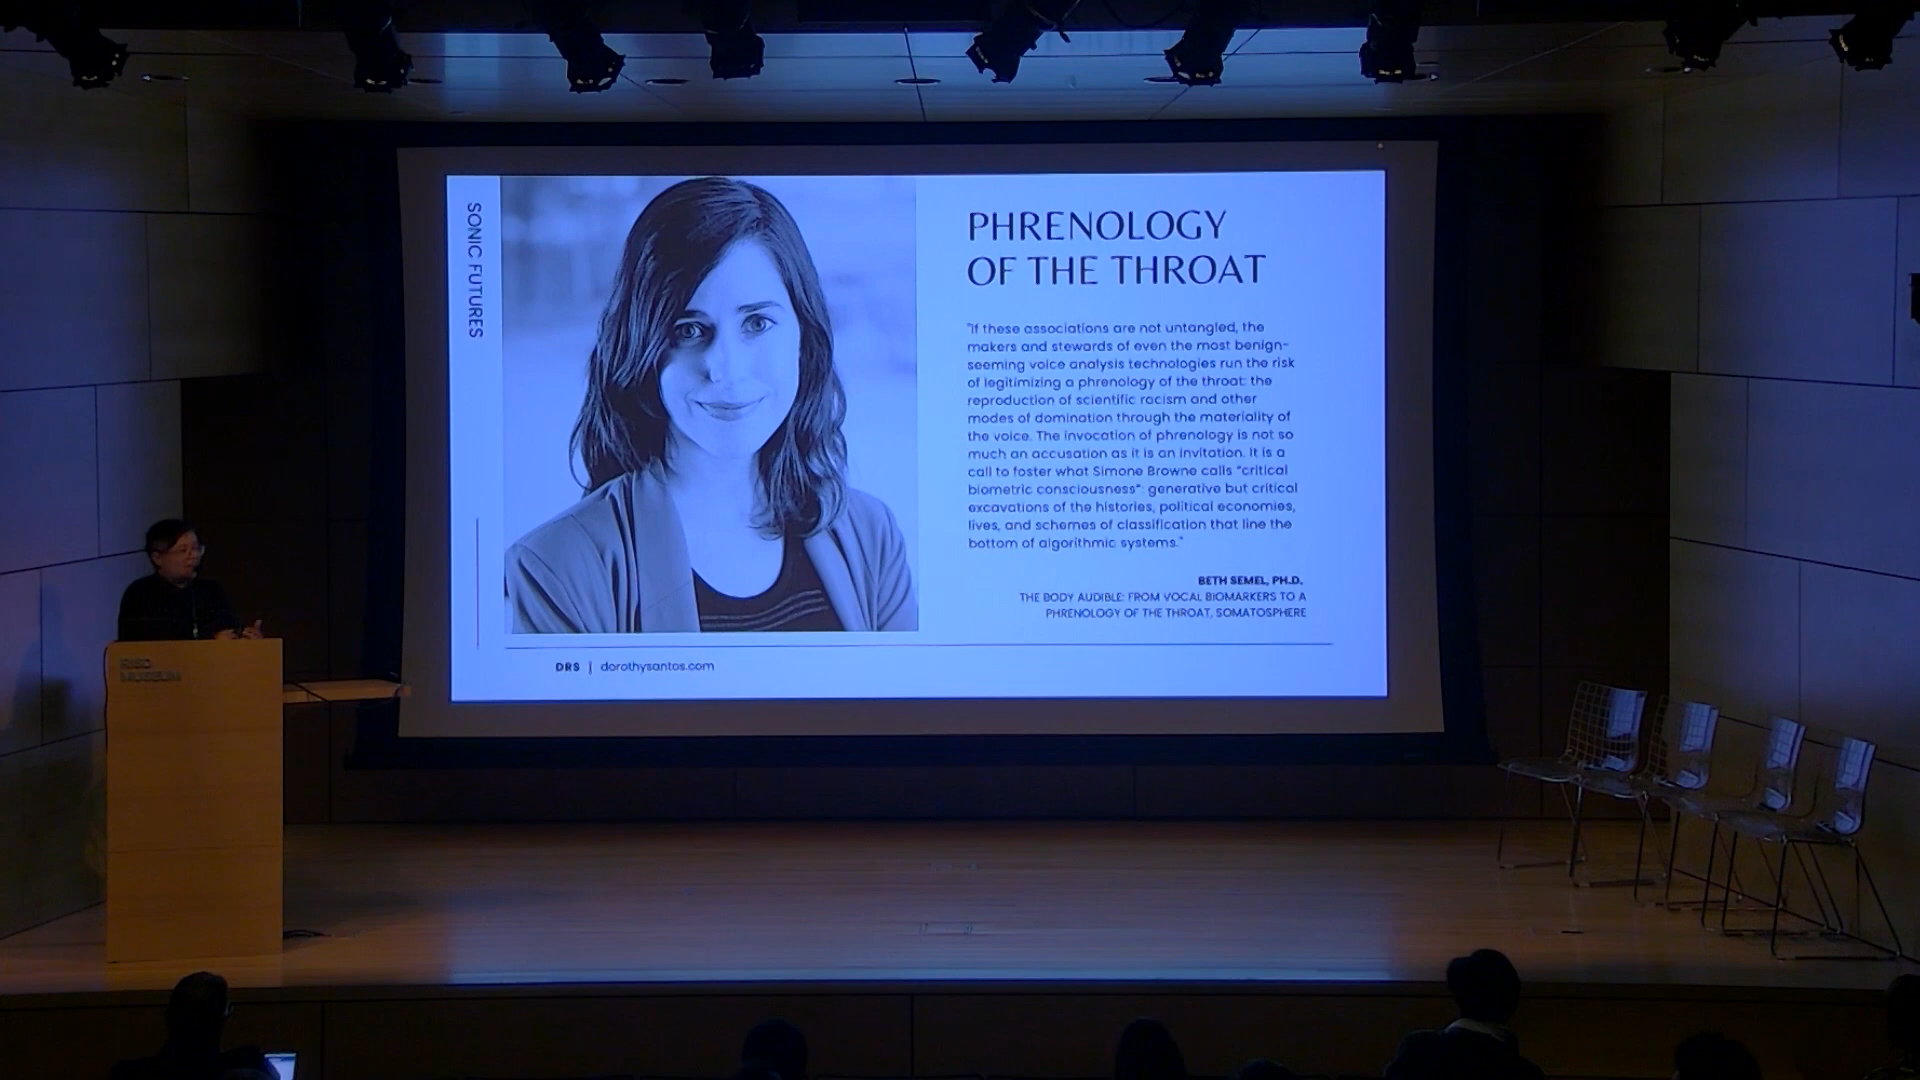 SONIC FUTURES
PHRENOLOGY
OF THE THROAT
"If these associations are not untangled, the
makers and stewards of even the most benign-
seeming voice analysis technologies run the risk
of legitimizing a phrenology of the throat: the
reproduction of scientific racism and other
modes of domination through the materiality of
the voice. The invocation of phrenology is not so
much an accusation as it is an invitation. It is a
call to foster what Simone Browne calls "critical
biometric consciousness": generative but critical
excavations of the histories, political economies,
lives, and schemes of classification that line the
bottom of algorithmic systems."
BETH SEMEL, PH.D.
THE BODY AUDIBLE: FROM VOCAL BIOMARKERS TO A
PHRENOLOGY OF THE THROAT, SOMATOSPHERE
DRS | dorothysantos.com
RISD
MUSEUM